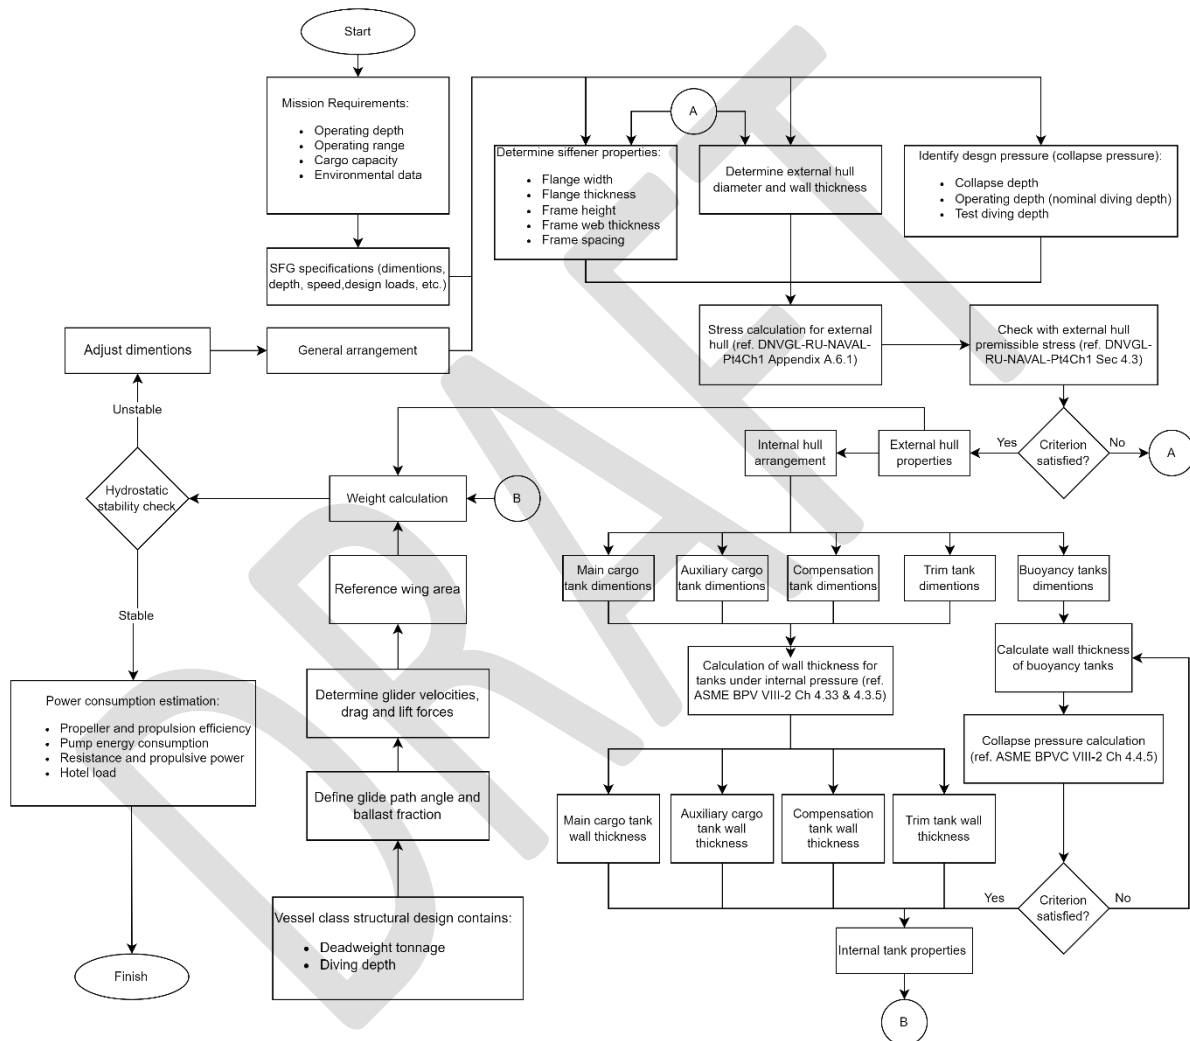 Start
Mission Requirements:
• Operating depth
• Operating range
• Cargo capacity
• Environmental data
SFG specifications (dimentions,
depth, speed,design loads, etc.)
Adjust dimentions
General arrangement
A
Determine siffener properties:
• Flange width
• Flange thickness
• Frame height
• Frame web thickness
• Frame spacing
Determine external hull
diameter and wall thickness
Identify desgn pressure (collapse pressure):
• Collapse depth
• Operating depth (nominal diving depth)
• Test diving depth
Stress calculation for external
hull (ref. DNVGL-RU-NAVAL-
Pt4Ch1 Appendix A.6.1)
Check with external hull
premissible stress (ref. DNVGL-
RU-NAVAL-Pt4Ch1 Sec 4.3)
Criterion
satisfied?
Yes
No
A
External hull
properties
Internal hull
arrangement
Unstable
Hydrostatic
stability check
Stable
Weight calculation
B
Reference wing area
Determine glider velocities,
drag and lift forces
Define glide path angle and
ballast fraction
Vessel class structural design contains:
• Deadweight tonnage
• Diving depth
Power consumption estimation:
• Propeller and propulsion efficiency
• Pump energy consumption
• Resistance and propulsive power
• Hotel load
Finish
Main cargo
tank dimentions
Auxiliary cargo
tank dimentions
Compensation
tank dimentions
Trim tank
dimentions
Buoyancy tanks
dimentions
Calculation of wall thickness for
tanks under internal pressure (ref.
ASME BPV VIII-2 Ch 4.33 & 4.3.5)
Calculate wall thickness
of buoyancy tanks
Collapse pressure calculation
(ref. ASME BPVC VIII-2 Ch 4.4.5)
Main cargo tank
wall thickness
Auxiliary cargo
tank wall
thickness
Compensation
tank wall
thickness
Trim tank wall
thickness
Yes
Criterion
satisfied?
No
Internal tank properties
B
DRAFT